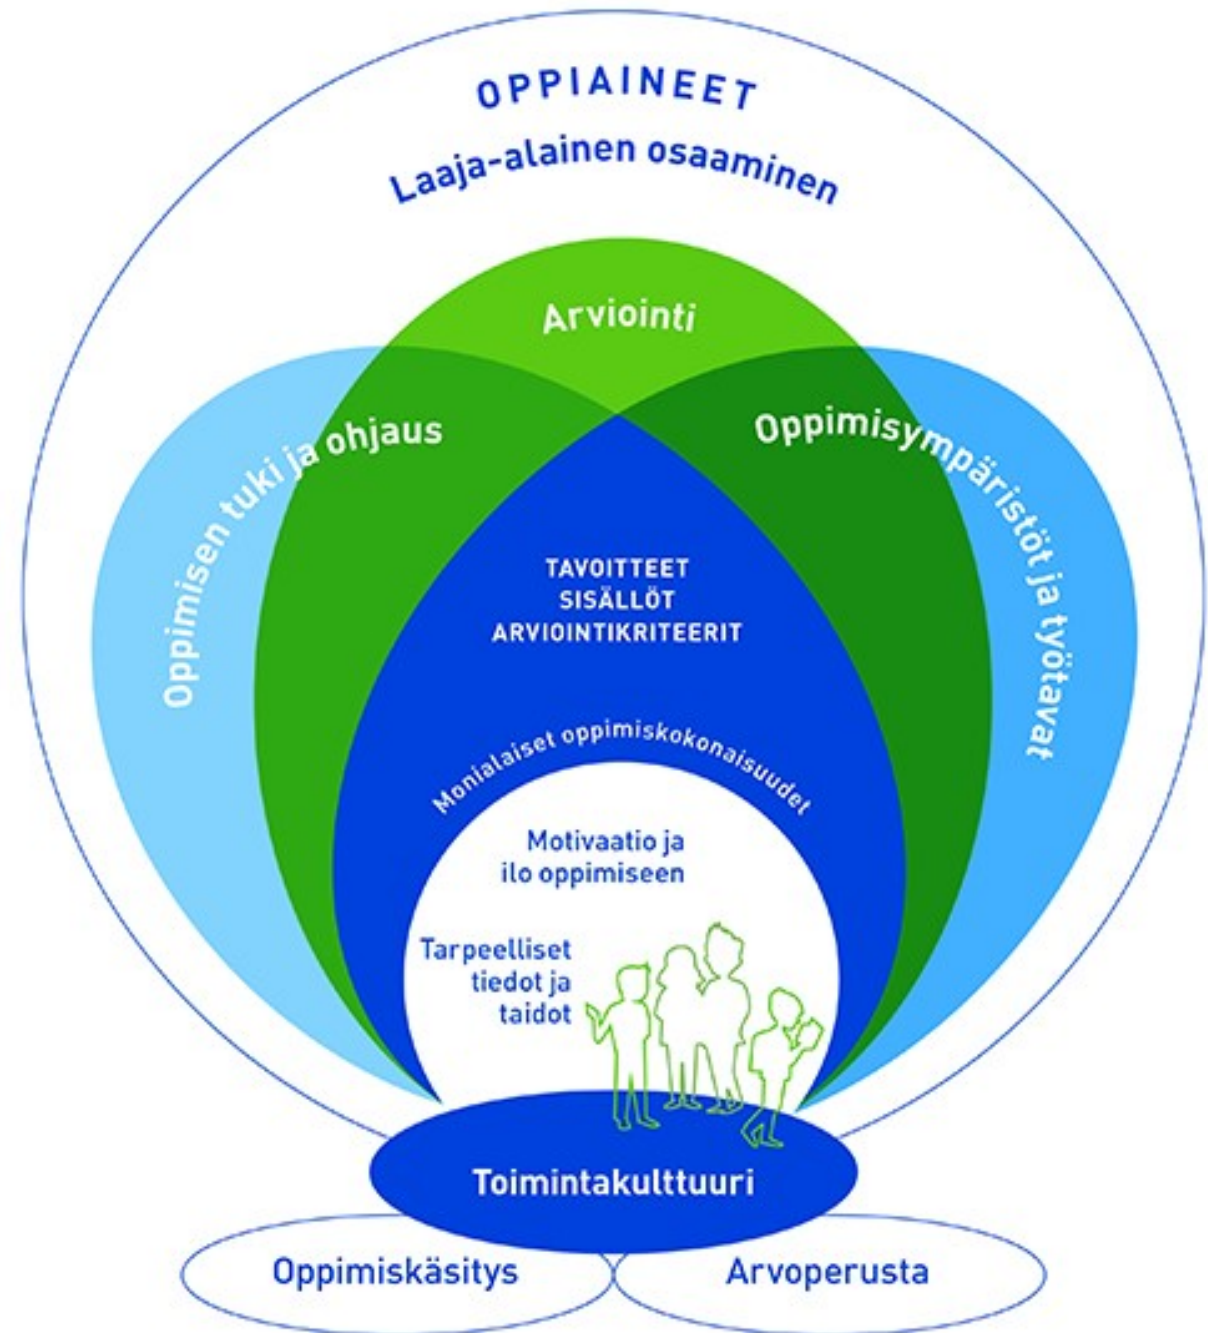 OPPIAINEET
Laaja-alainen osaaminen
Arviointi
Oppimisen tuki ja ohjaus
Oppimisympäristöt ja työtavat
TAVOITTEET
SISÄLLÖT
ARVIOINTIKRITEERIT
Monialaiset oppimiskokonaisuudet
Motivaatio ja
ilo oppimiseen
Tarpeelliset
tiedot ja
taidot
Toimintakulttuuri
Oppimiskäsitys
Arvoperusta